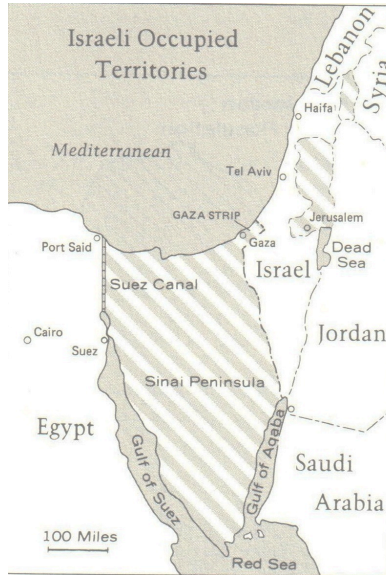 Israeli Occupied
Territories
Lebanon
Syria
Haifa
Mediterranean
Tel Aviv
GAZA STRIP
Jerusalem
Port Said
Gaza
Dead
Sea
Israel
Suez Canal
Cairo
Suez
Jordan
Sinai Peninsula
Egypt
Gulf of Suez
Gulf of Aqaba
Saudi
Arabia
100 Miles
Red Sea